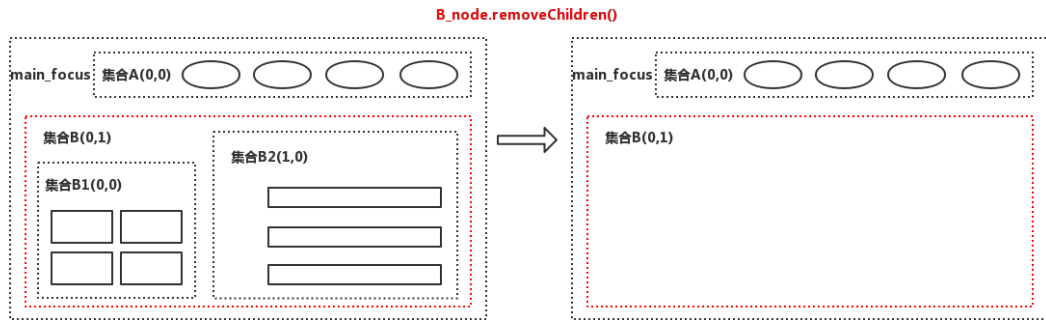 B_node.removeChildren()
main_focus 集合A(0,0)
集合B(0,1)
集合B1(0,0)
集合B2(1,0)
main_focus 集合A(0,0)
集合B(0,1)